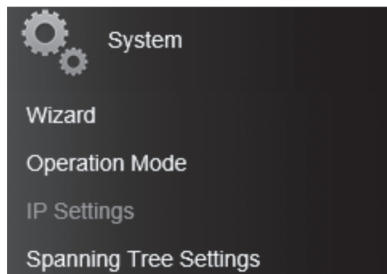 System
Wizard
Operation Mode
IP Settings
Spanning Tree Settings